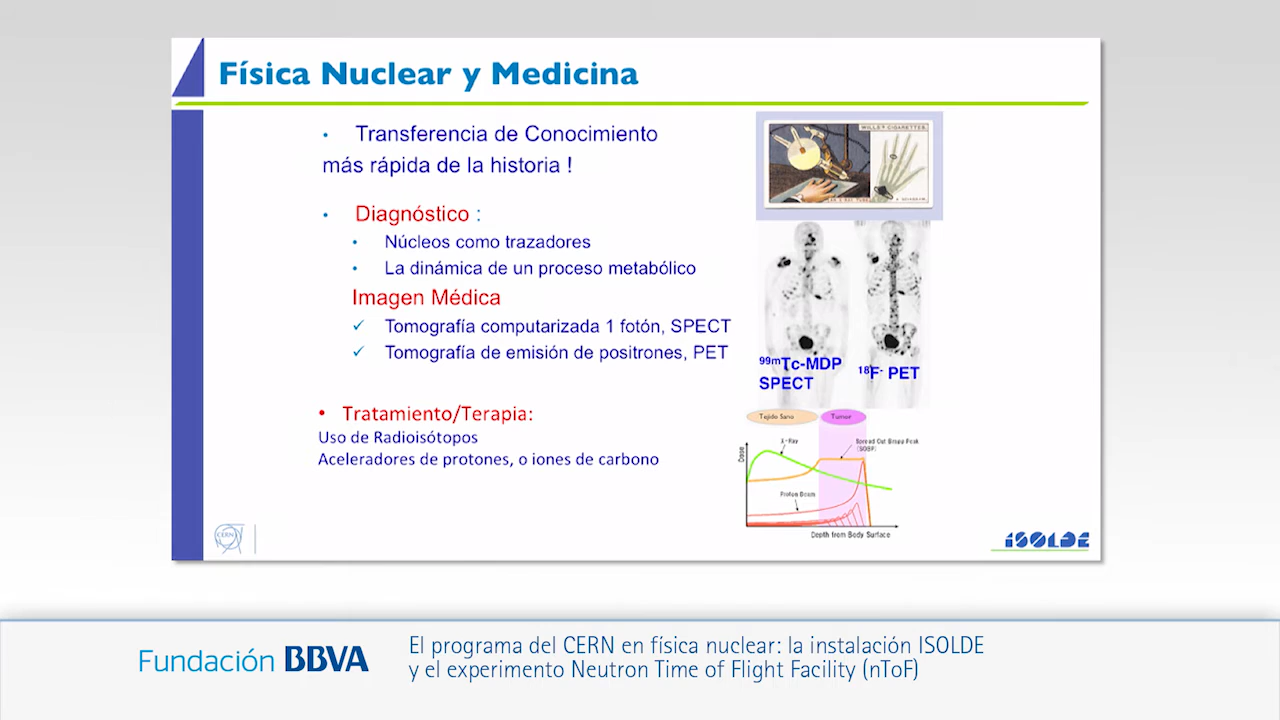 Física Nuclear y Medicina
• Transferencia de Conocimiento
más rápida de la historia !
• Diagnóstico :
• Núcleos como trazadores
• La dinámica de un proceso metabólico
Imagen Médica
✓ Tomografía computarizada 1 fotón, SPECT
✓ Tomografía de emisión de positrones, PET
• Tratamiento/Terapia:
Uso de Radioisótopos
Aceleradores de protones, o iones de carbono
WILLS'S CIGARETTES
99mTc-MDP
SPECT
18F- PET
Tejido Sano
Tumor
X-Ray
Spread Out Bragg Peak
(SOBP)
Dose
Proton Beam
Depth from Body Surface
CERN
ISOLDE
Fundación BBVA
El programa del CERN en física nuclear: la instalación ISOLDE
y el experimento Neutron Time of Flight Facility (nToF)